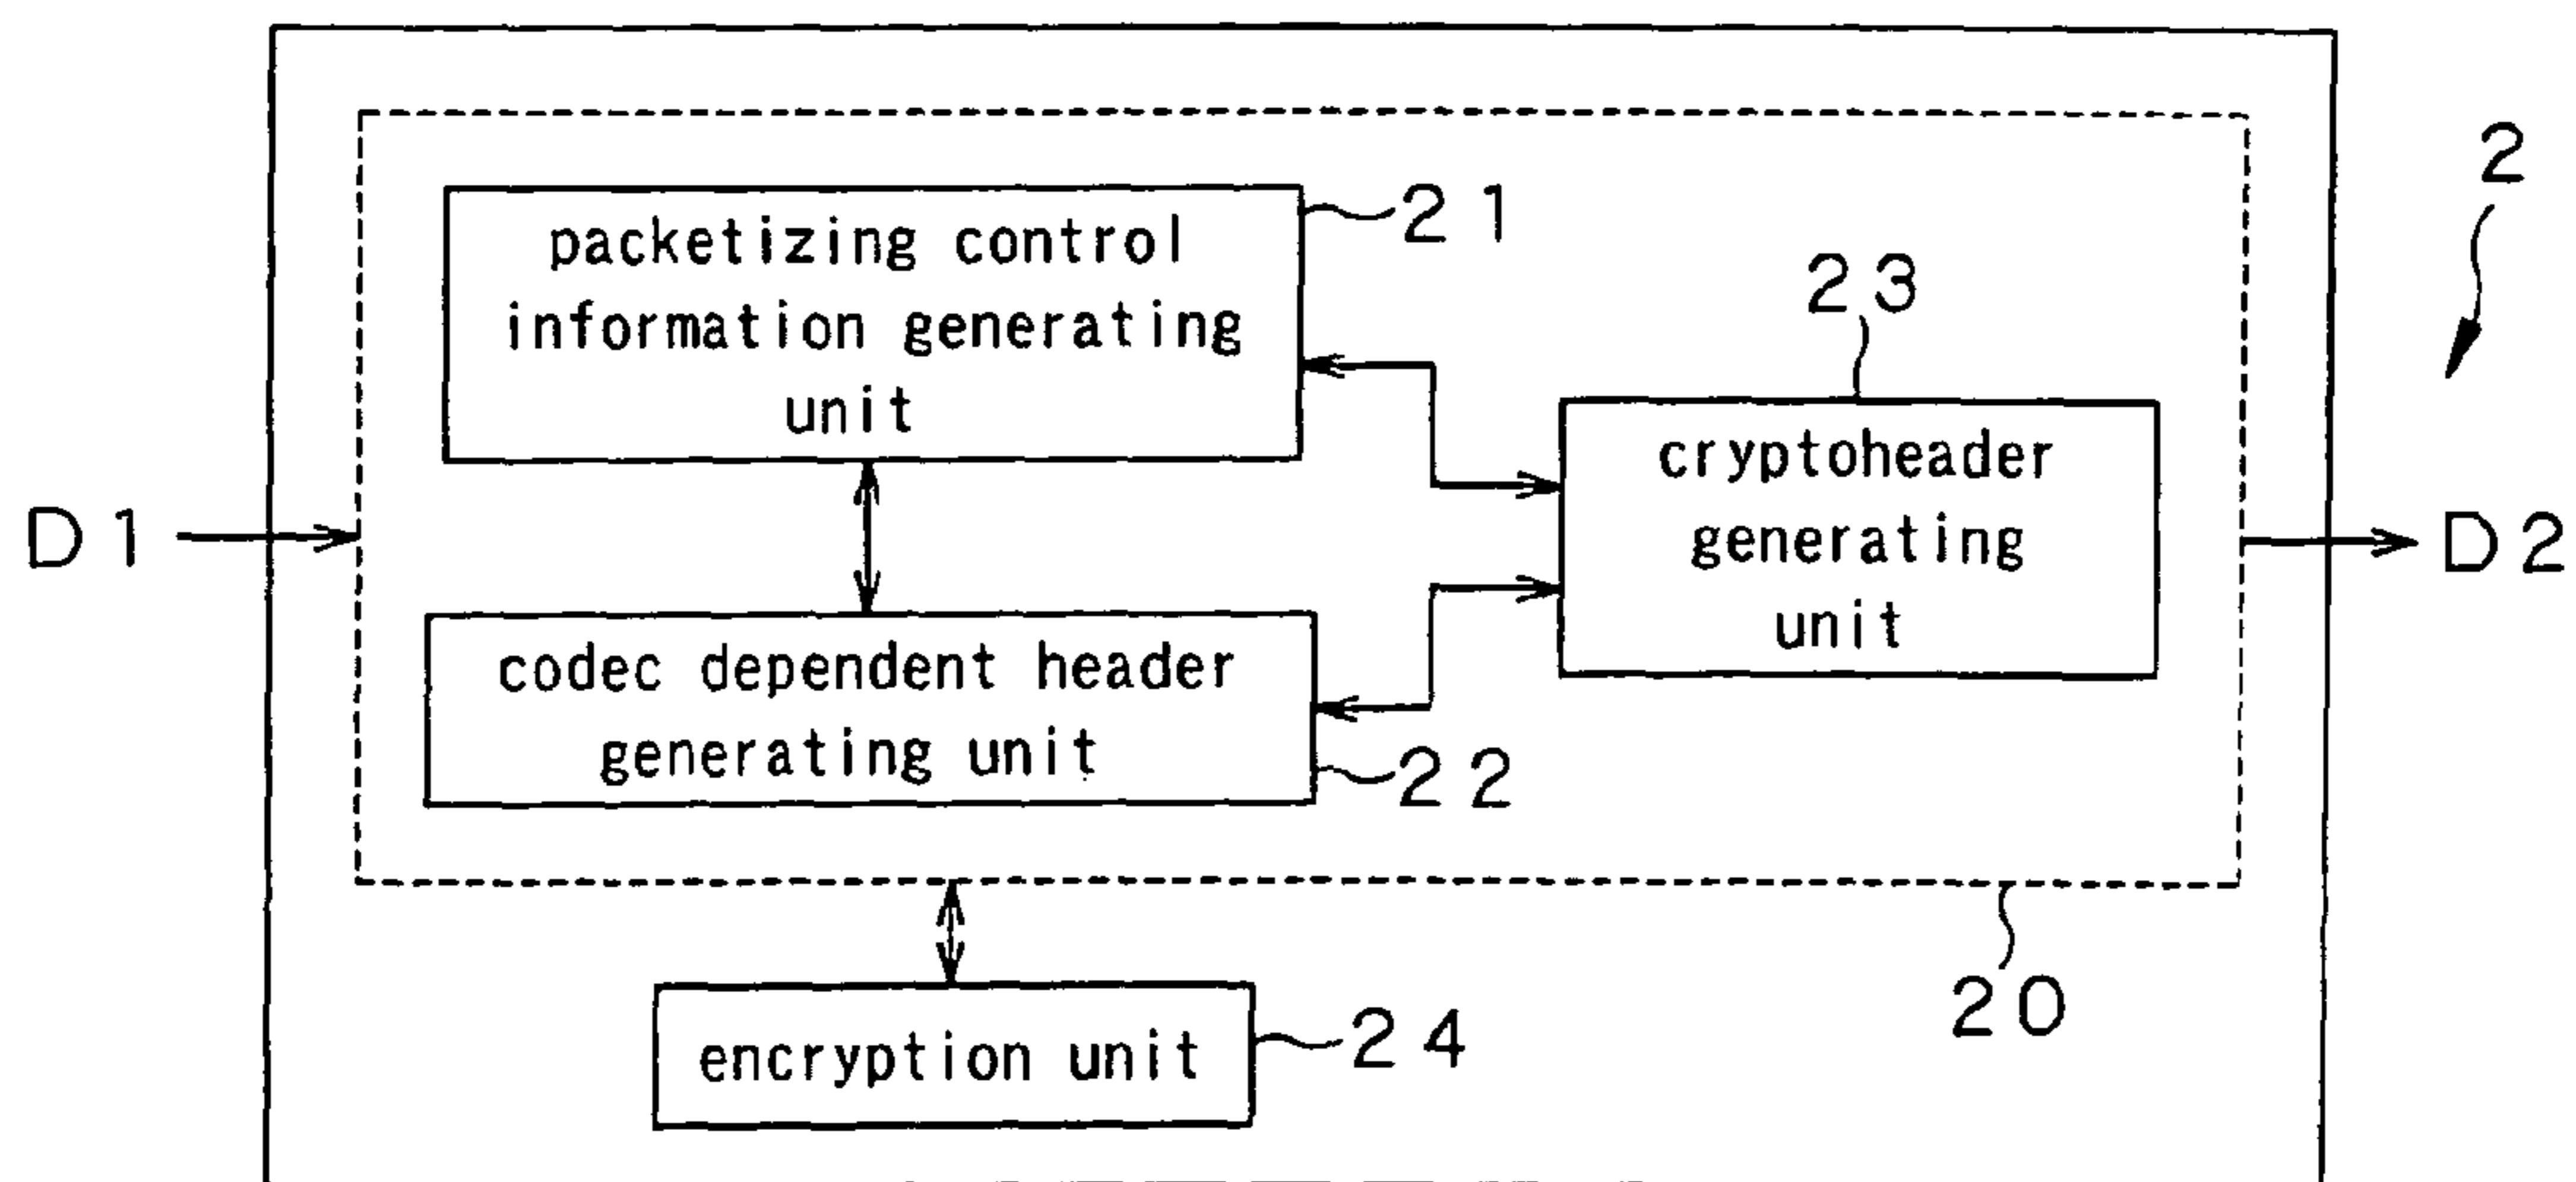 2
packetizing control
information generating
unit
21
23
cryptoheader
generating
unit
D1
D2
codec dependent header
generating unit
22
20
encryption unit
24